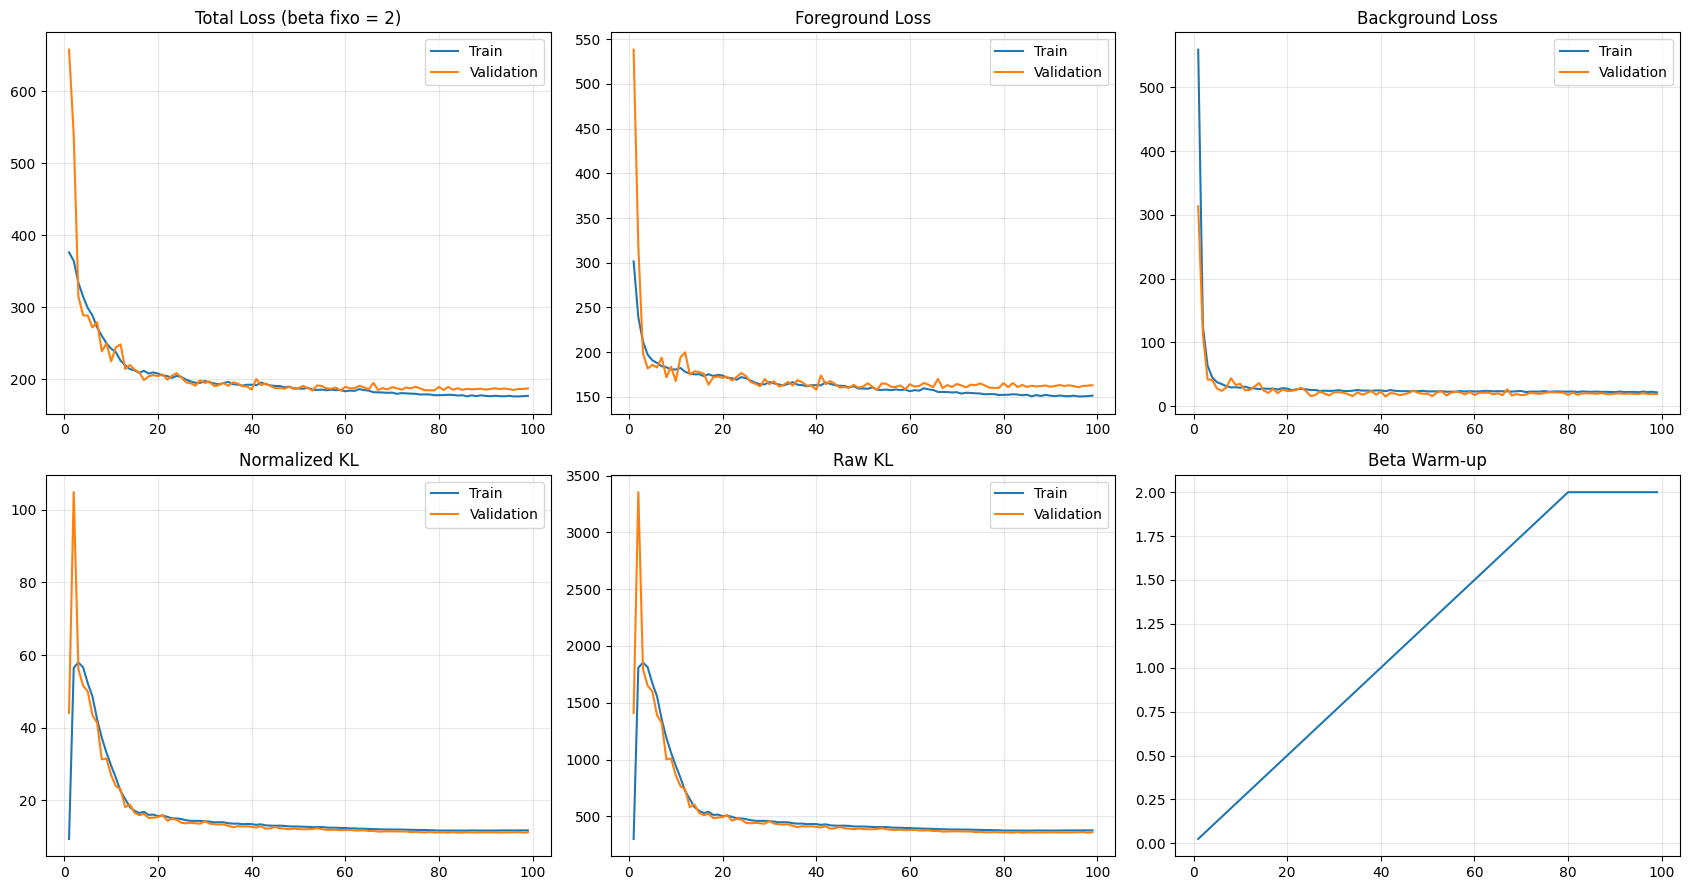 Total Loss (beta fixo = 2)
Train
Validation
600
500
400
300
200
0 20 40 60 80 100
Foreground Loss
Train
Validation
550
500
450
400
350
300
250
200
150
0 20 40 60 80 100
Background Loss
Train
Validation
500
400
300
200
100
0
0 20 40 60 80 100
Normalized KL
Train
Validation
100
80
60
40
20
0 20 40 60 80 100
Raw KL
Train
Validation
3500
3000
2500
2000
1500
1000
500
0 20 40 60 80 100
Beta Warm-up
2.00
1.75
1.50
1.25
1.00
0.75
0.50
0.25
0.00
0 20 40 60 80 100